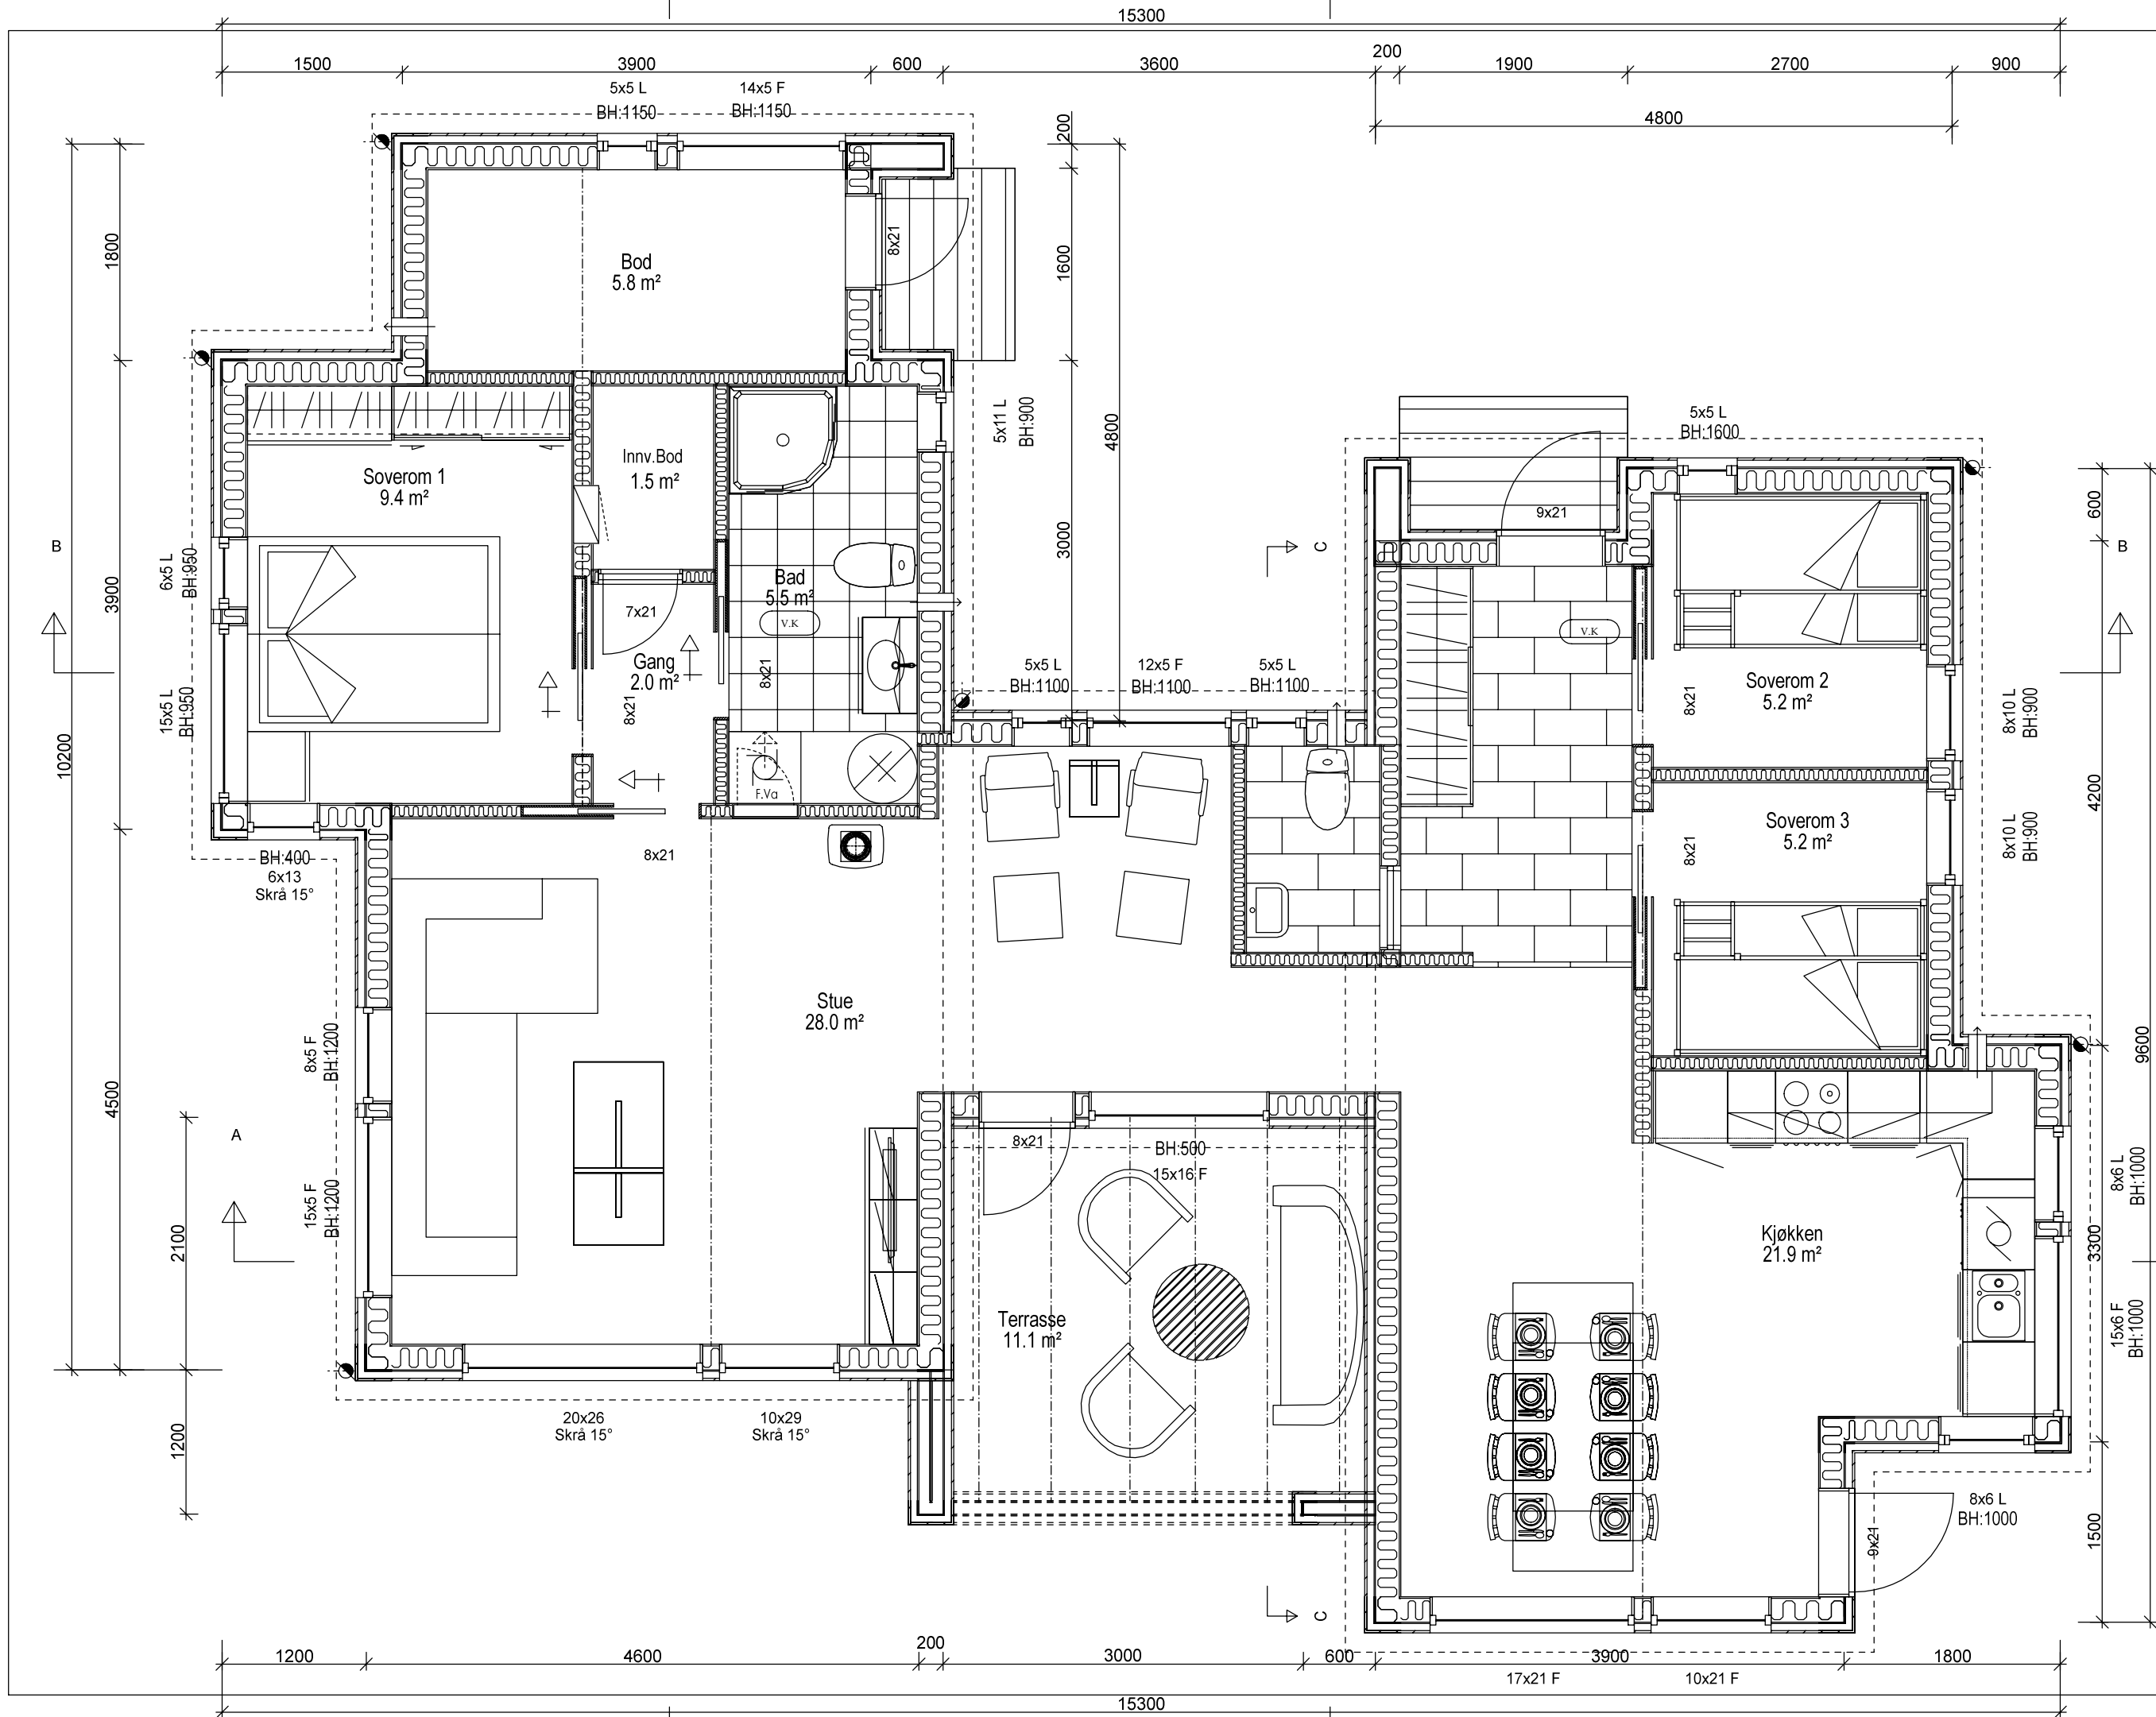 15300
1500
3900
600
3600
200
1900
2700
900
4800
5x5 L
BH:1150
14x5 F
BH:1150
200
1800
1600
10200
3900
4800
3000
4500
2100
1200
Bod
5.8 m²
8x21
5x11 L
BH:900
5x5 L
BH:1600
Soverom 1
9.4 m²
Innv.Bod
1.5 m²
9x21
600
B
C
B
6x5 L
BH:950
15x5 L
BH:950
Bad
5.5 m²
V.K
7x21
Gang
2.0 m²
8x21
8x21
V.K
5x5 L
BH:1100
12x5 F
BH:1100
5x5 L
BH:1100
8x21
Soverom 2
5.2 m²
8x10 L
BH:900
F.Va
4200
8x21
Soverom 3
5.2 m²
8x10 L
BH:900
8x21
BH:400
6x13
Skrå 15°
Stue
28.0 m²
8x5 F
BH:1200
9600
A
8x21
BH:500
15x16 F
15x5 F
BH:1200
8x6 L
BH:1000
Kjøkken
21.9 m²
3300
15x6 F
BH:1000
Terrasse
11.1 m²
20x26
Skrå 15°
10x29
Skrå 15°
8x6 L
BH:1000
9x21
1500
C
1200
4600
200
3000
600
3900
1800
17x21 F
10x21 F
15300